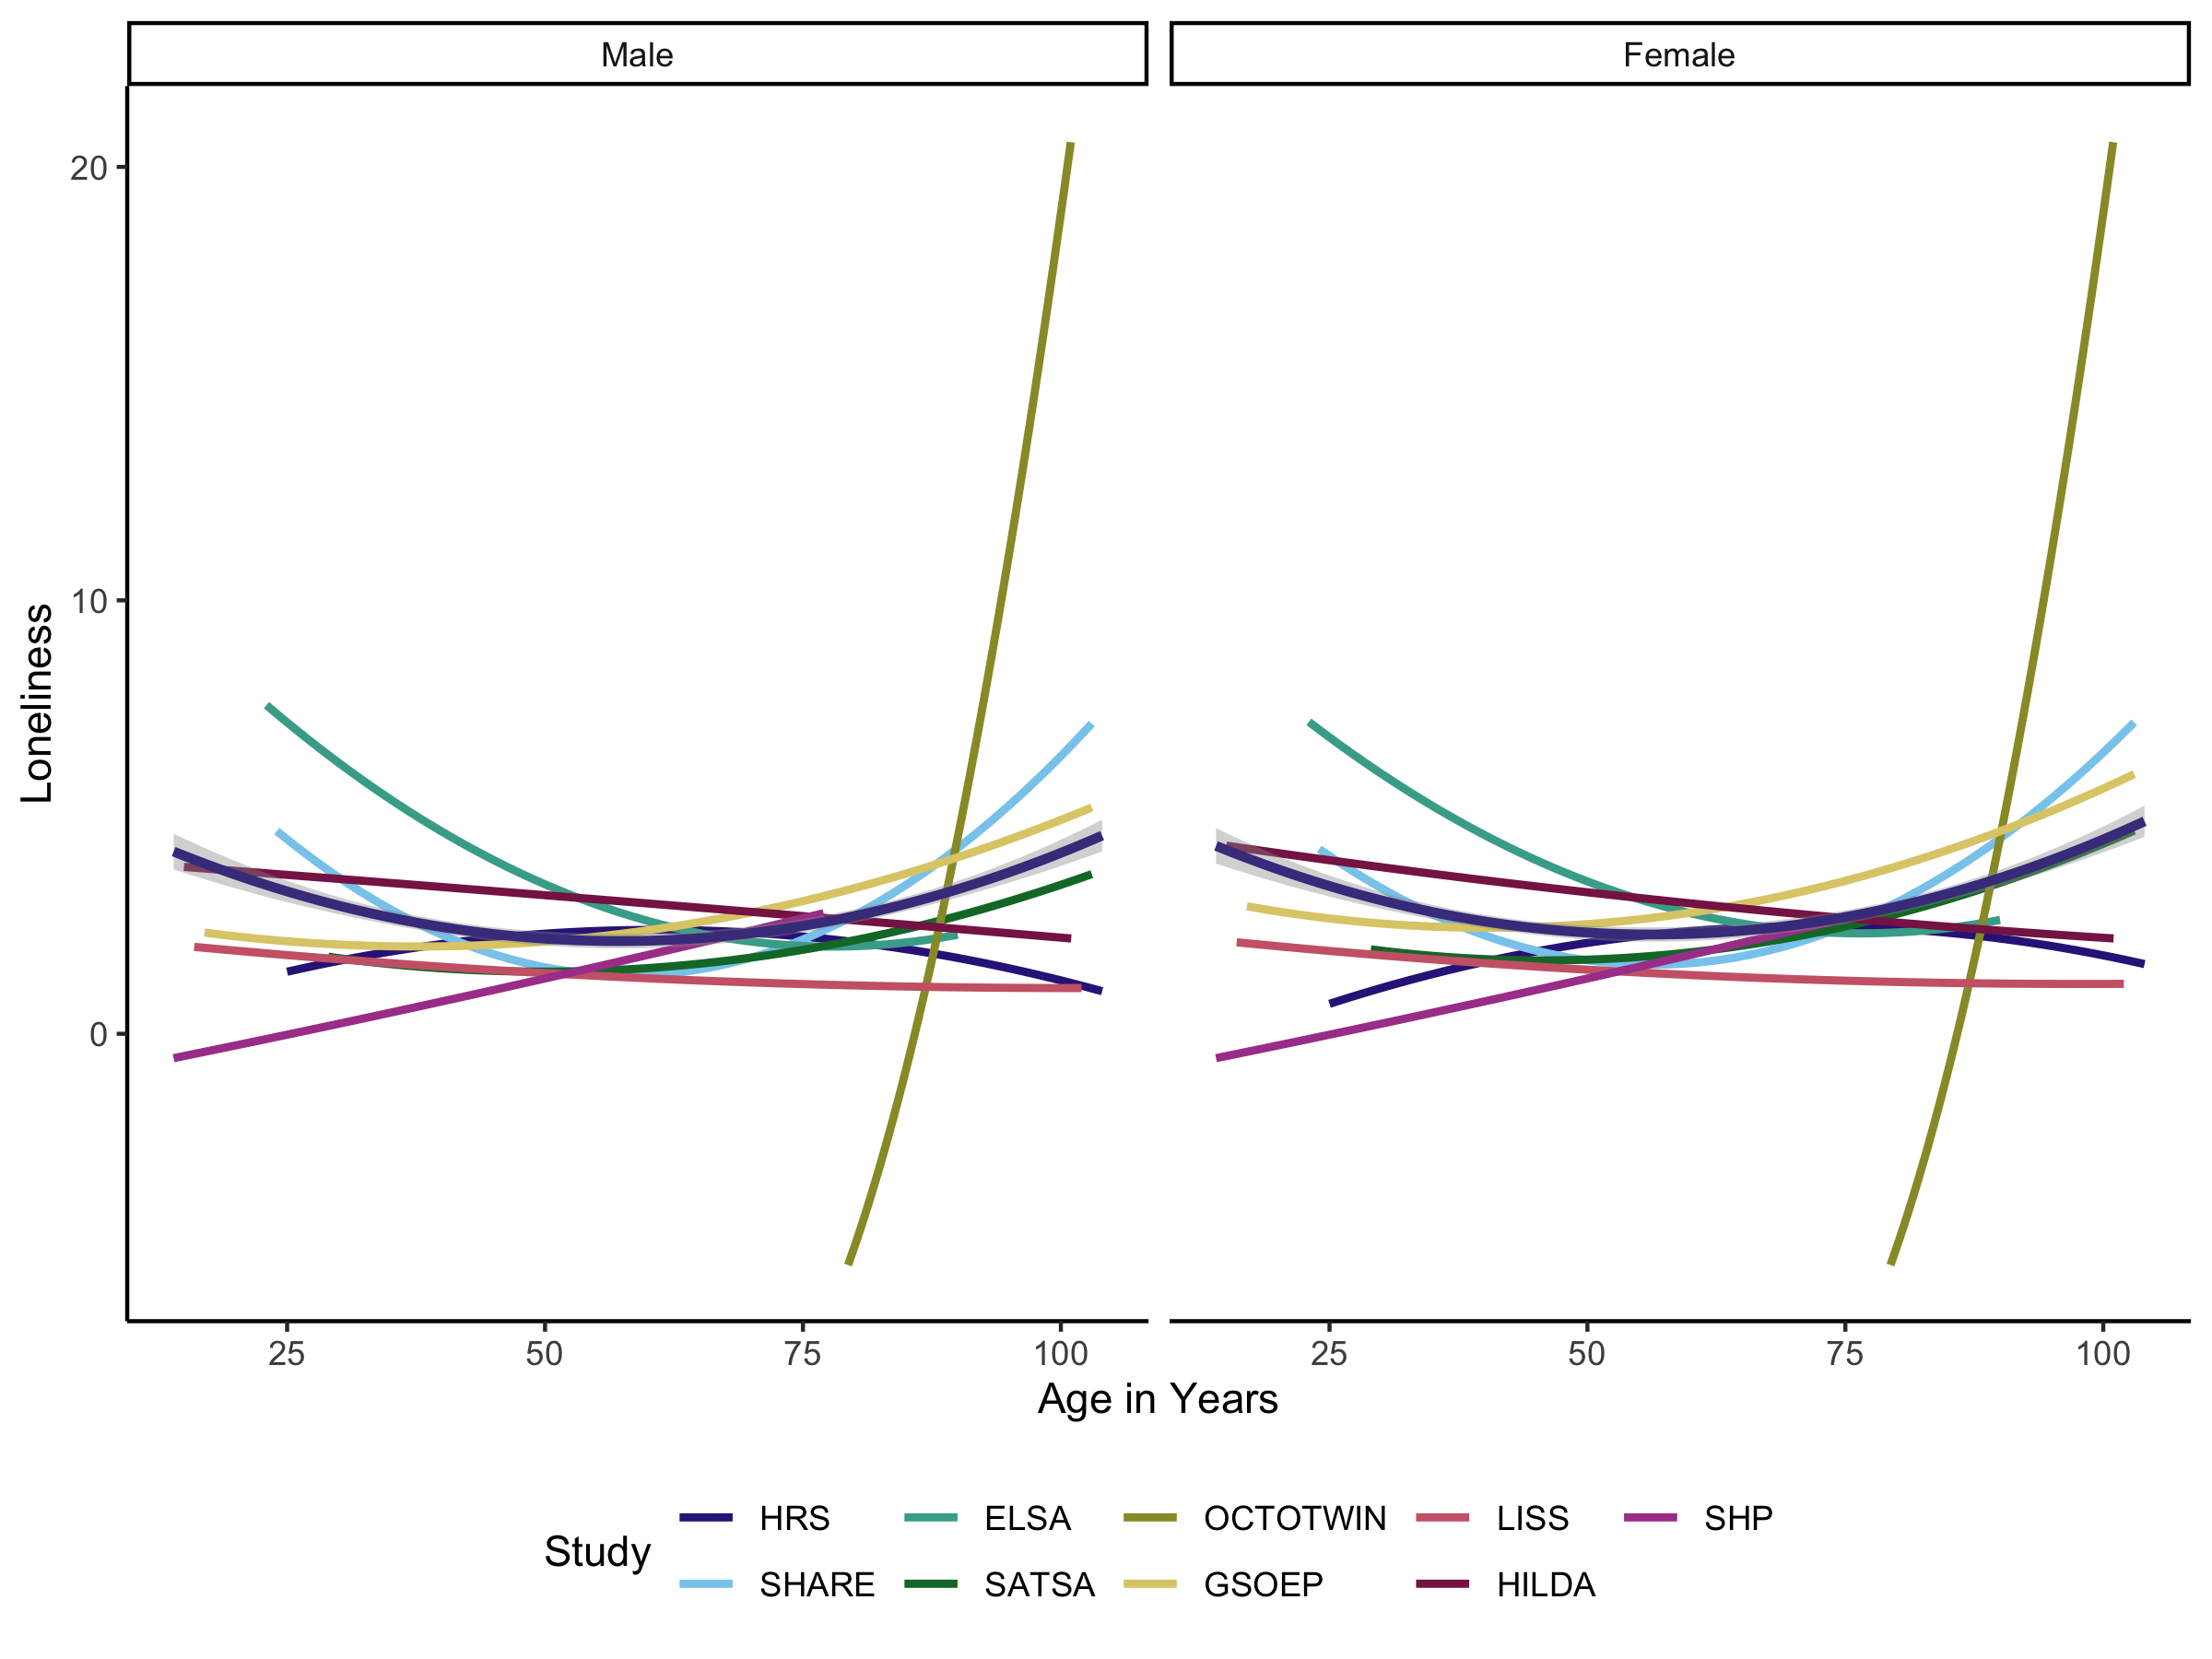 Male
Female
20
10
0
Loneliness
25 50 75 100
25 50 75 100
Age in Years
Study
HRS ELSA OCTOTWIN LISS SHP
SHARE SATSA GSOEP HILDA